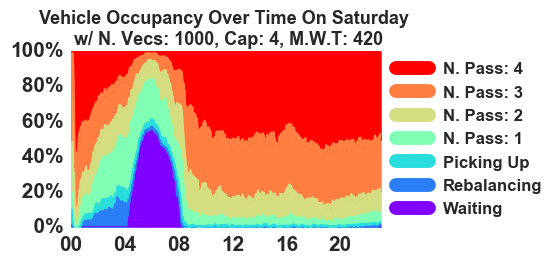 Vehicle Occupancy Over Time On Saturday
w/ N. Vecs: 1000, Cap: 4, M.W.T: 420
100%
80%
60%
40%
20%
0%
00 04 08 12 16 20
N. Pass: 4
N. Pass: 3
N. Pass: 2
N. Pass: 1
Picking Up
Rebalancing
Waiting